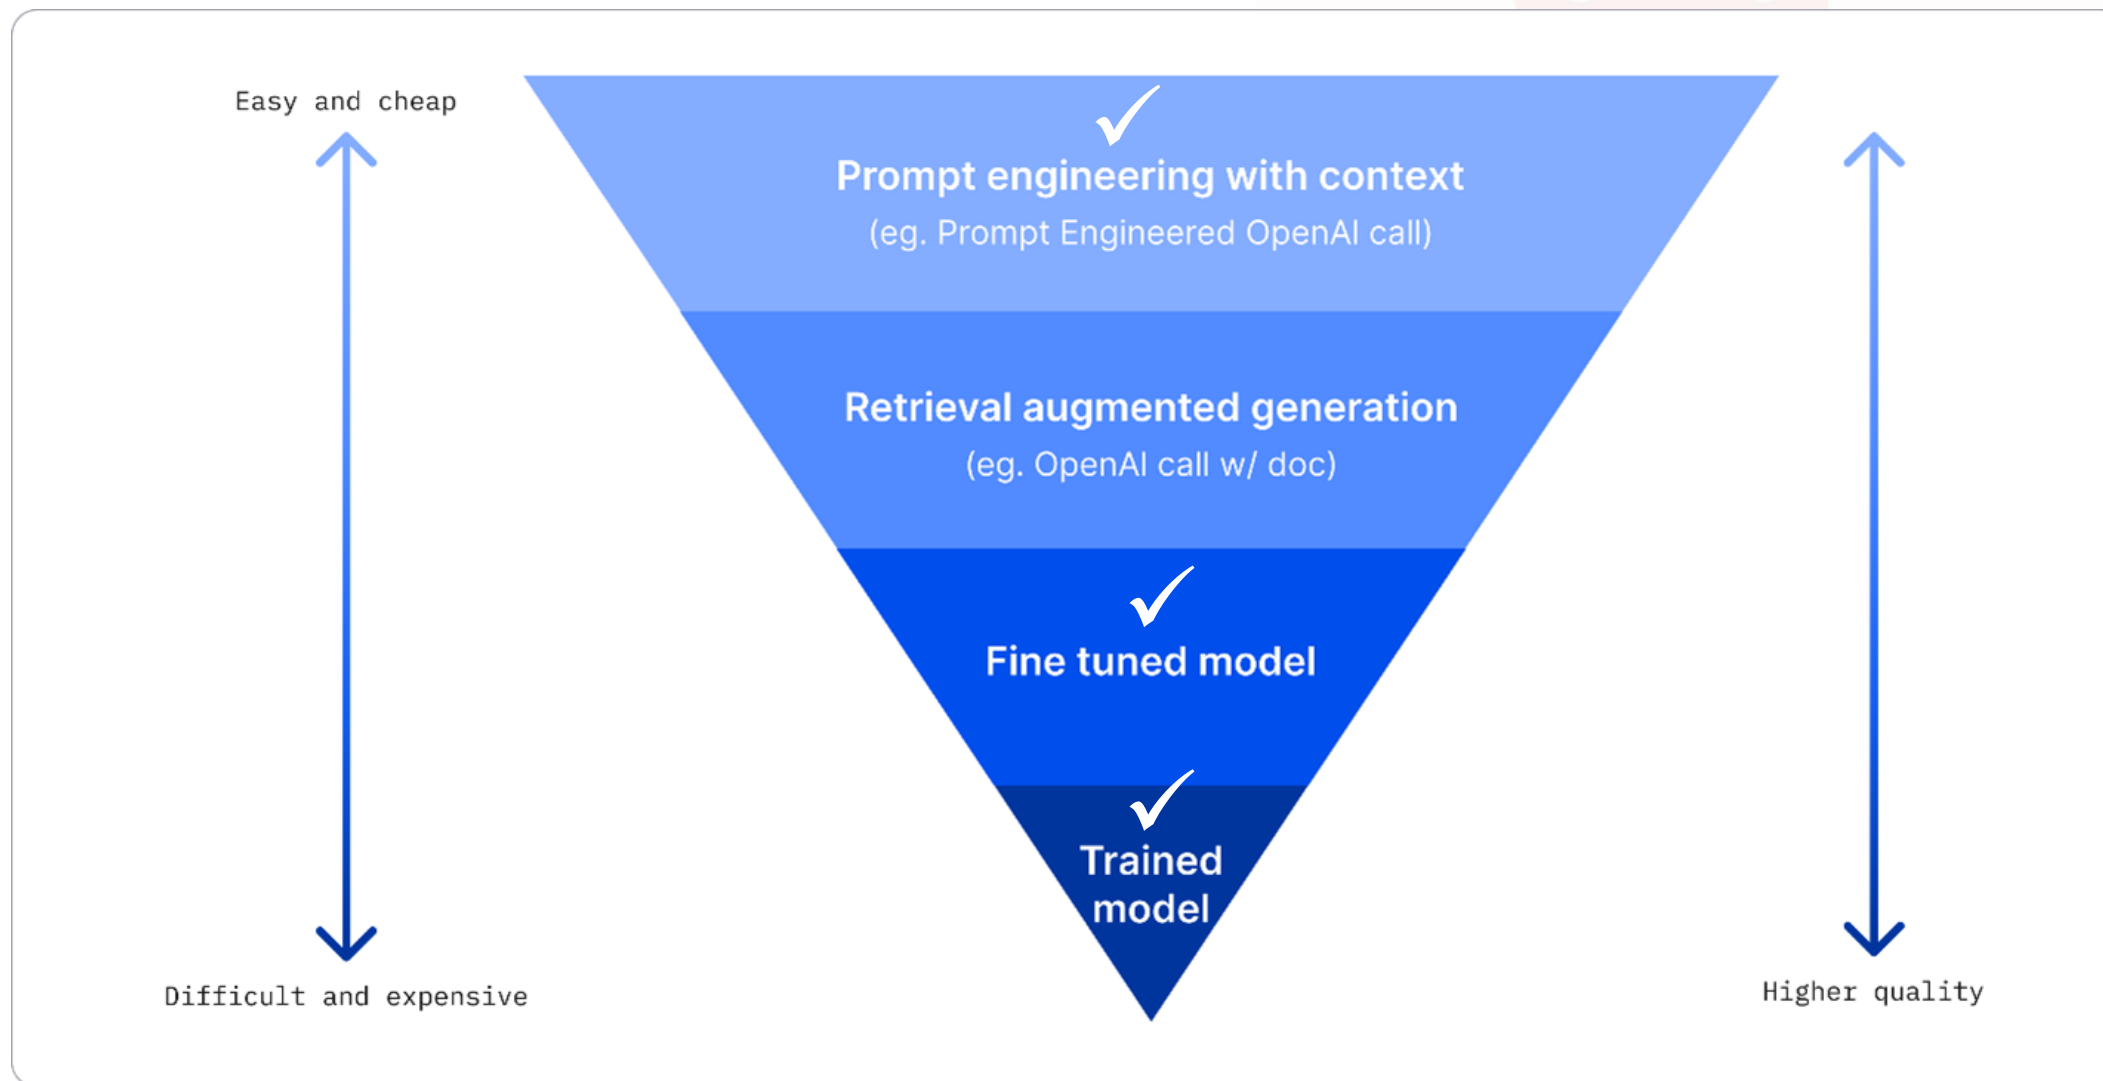 Easy and cheap
Prompt engineering with context
(eg. Prompt Engineered OpenAI call)
Retrieval augmented generation
(eg. OpenAI call w/ doc)
Fine tuned model
Trained
model
Difficult and expensive
Higher quality